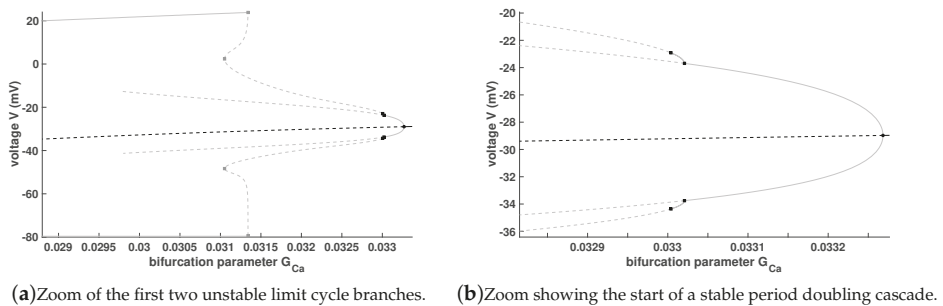 20
0
-20
-40
-60
-80
voltage V (mV)
0.029 0.0295 0.03 0.0305 0.031 0.0315 0.032 0.0325 0.033
bifurcation parameter G_Ca
(a)Zoom of the first two unstable limit cycle branches.
-20
-22
-24
-26
-28
-30
-32
-34
-36
voltage V (mV)
0.0329 0.033 0.0331 0.0332
bifurcation parameter G_Ca
(b)Zoom showing the start of a stable period doubling cascade.